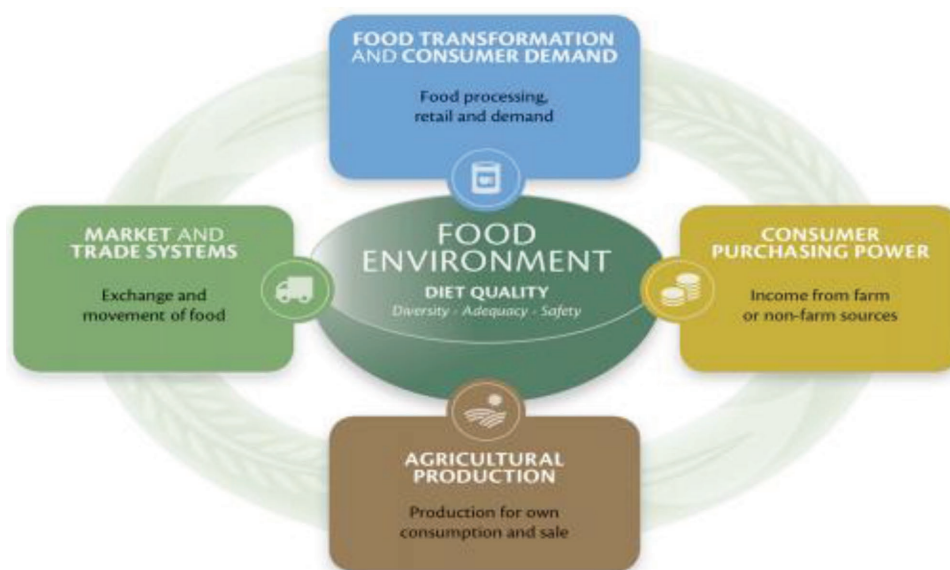 FOOD TRANSFORMATION
AND CONSUMER DEMAND
Food processing,
retail and demand
MARKET AND
TRADE SYSTEMS
Exchange and
movement of food
FOOD
ENVIRONMENT
DIET QUALITY
Diversity - Adequacy - Safety
CONSUMER
PURCHASING POWER
Income from farm
or non-farm sources
AGRICULTURAL
PRODUCTION
Production for own
consumption and sale